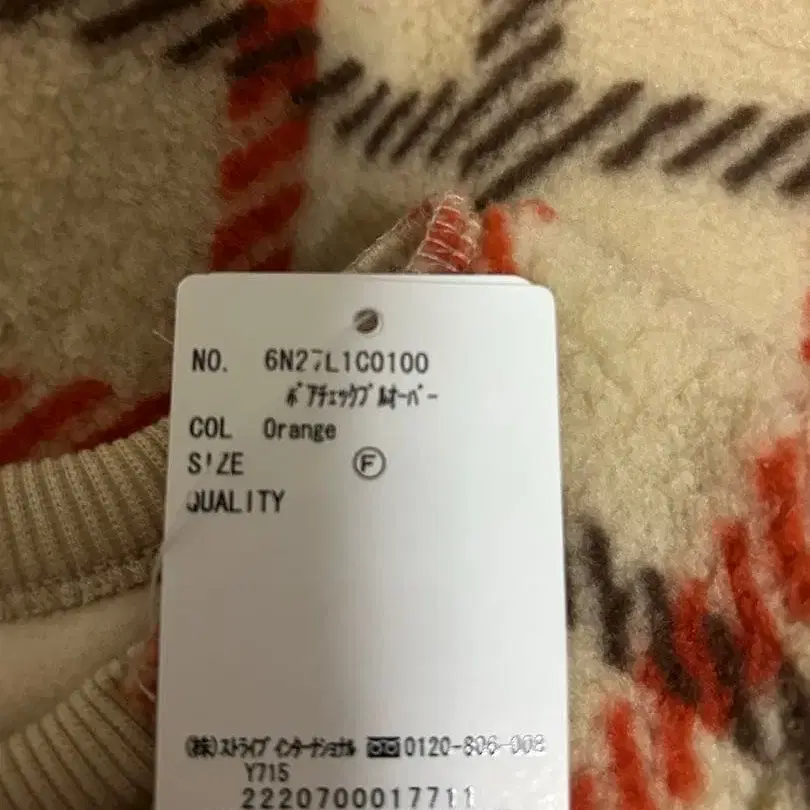 NO. 6N27L1C0100
ﾎﾞｱﾁｪｯｸﾌﾟﾙｵｰﾊﾞｰ
COL Orange
SIZE Ⓕ
QUALITY
㈱ｽﾄﾗｲﾌﾟ ｲﾝﾀｰﾅｼｮﾅﾙ 0120-806-008
Y715
2220700017711